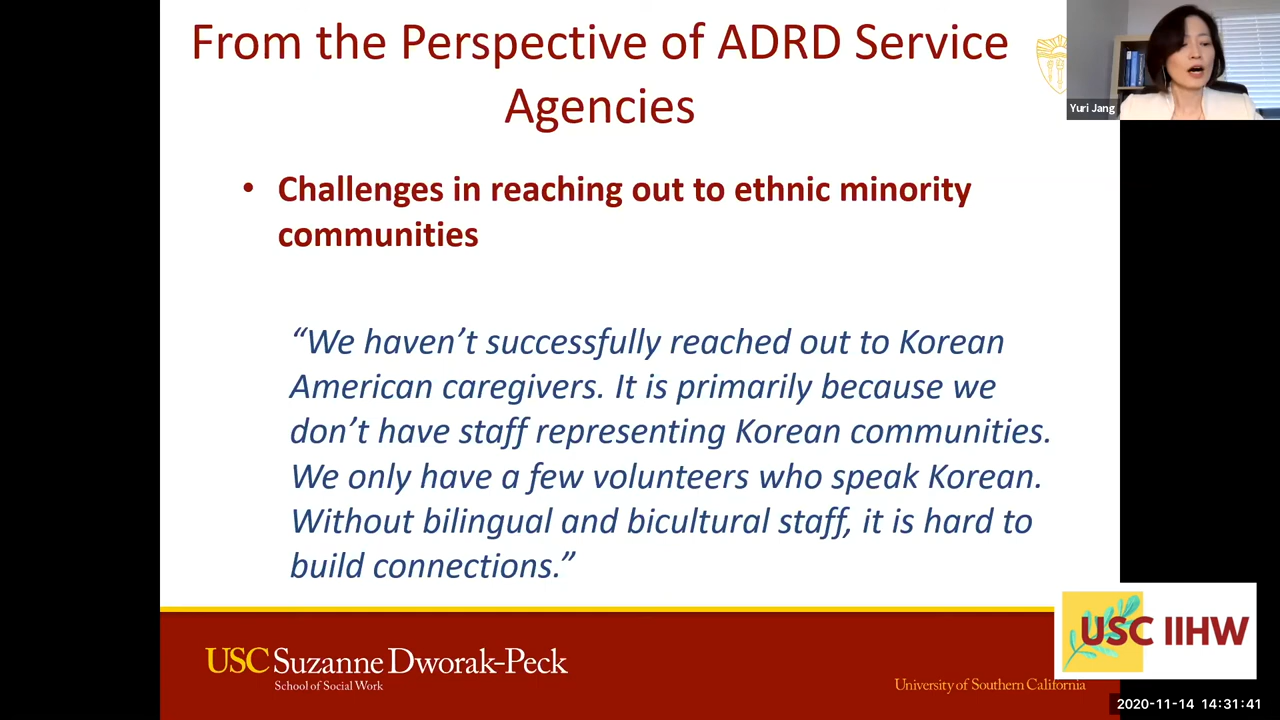 From the Perspective of ADRD Service
Agencies
Yuri Jang
• Challenges in reaching out to ethnic minority
communities
“We haven’t successfully reached out to Korean
American caregivers. It is primarily because we
don’t have staff representing Korean communities.
We only have a few volunteers who speak Korean.
Without bilingual and bicultural staff, it is hard to
build connections.”
USC Suzanne Dworak-Peck
School of Social Work
University of Southern California
USC IIHW
2020-11-14 14:31:41